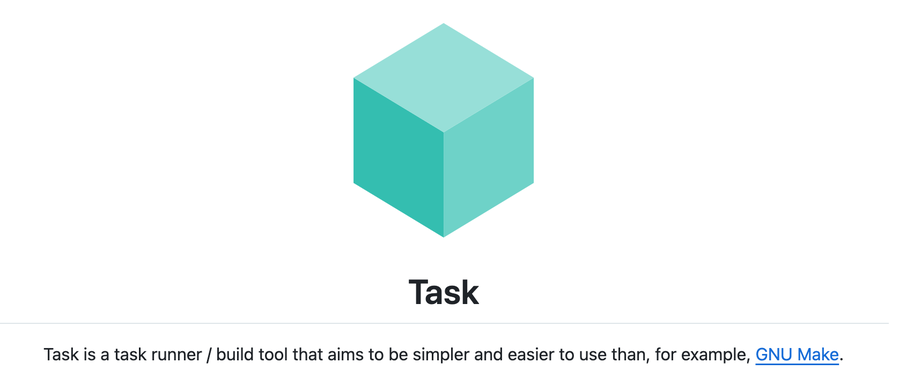 Task
Task is a task runner / build tool that aims to be simpler and easier to use than, for example, GNU Make.